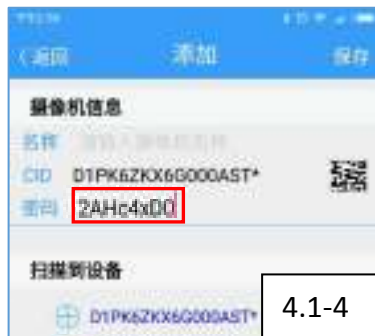 〈返回 添加 保存
摄像机信息
名称
CID D1PK6ZKX6G000AST*
密码 2AHc4xDO
扫描到设备
D1PK6ZKX6G000AST*
4.1-4